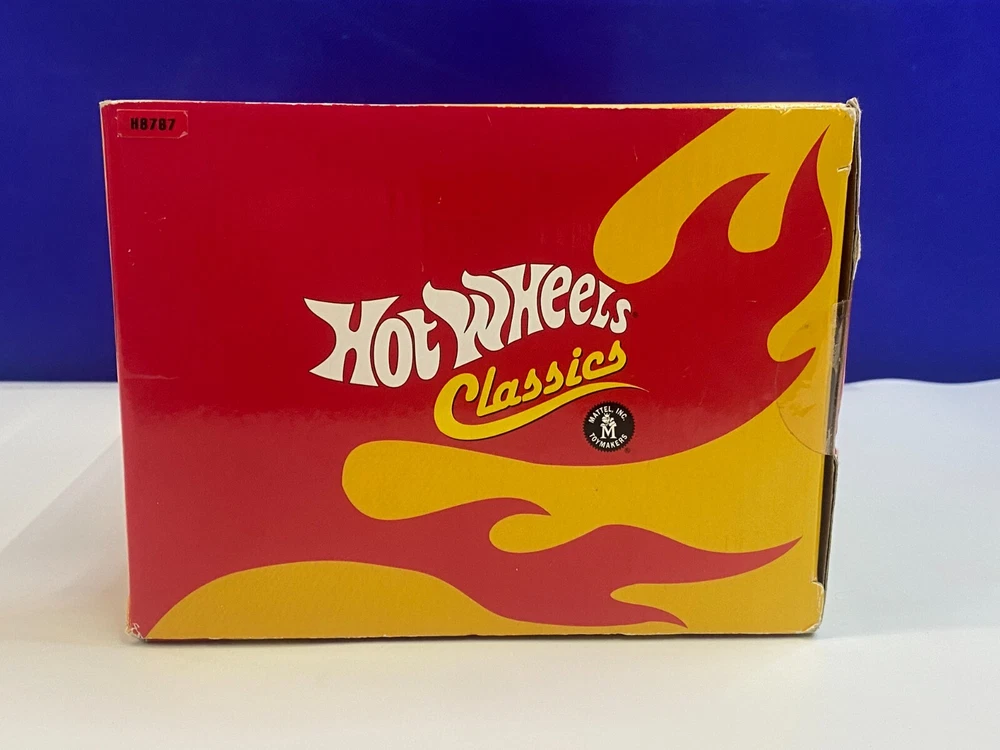 H8787
HOT WHEELS
Classics
MATTEL, INC.
M
TOYMAKERS